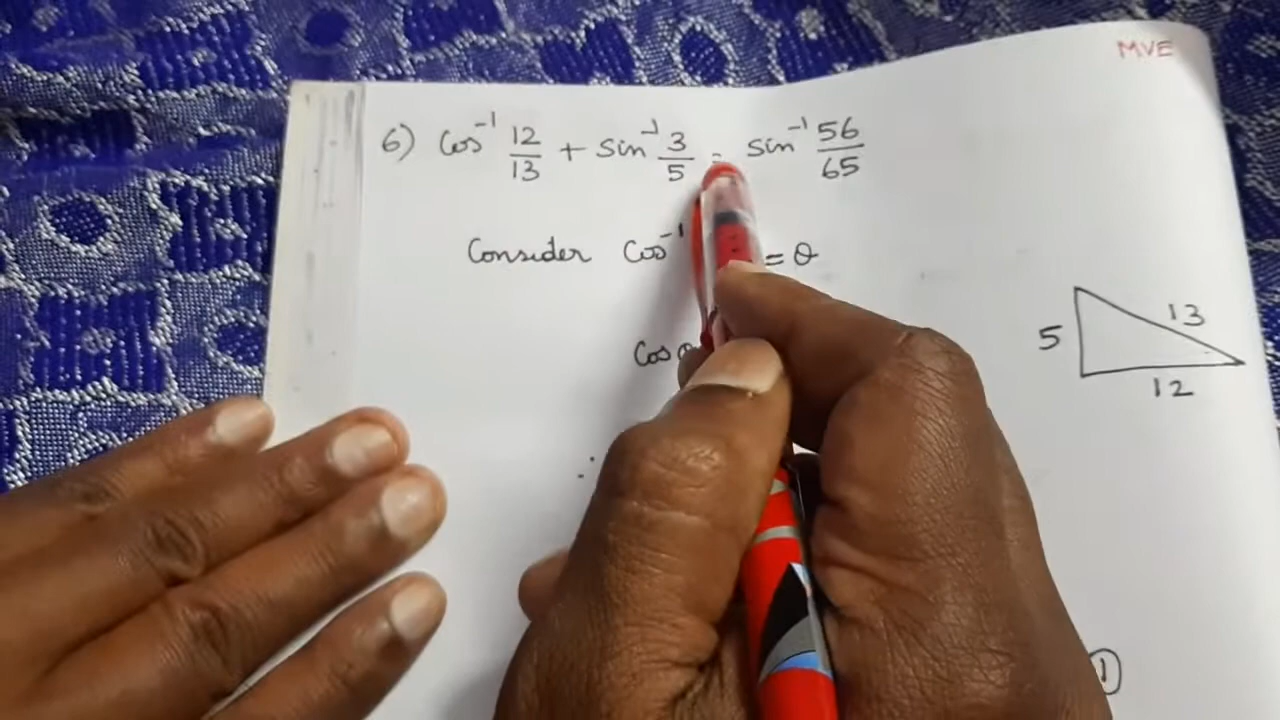 MVE
6) Cos⁻¹ 12/13 + sin⁻¹ 3/5 = sin⁻¹ 56/65
Consider Cos⁻¹ = θ
13
5
Cos θ
12
∴
①